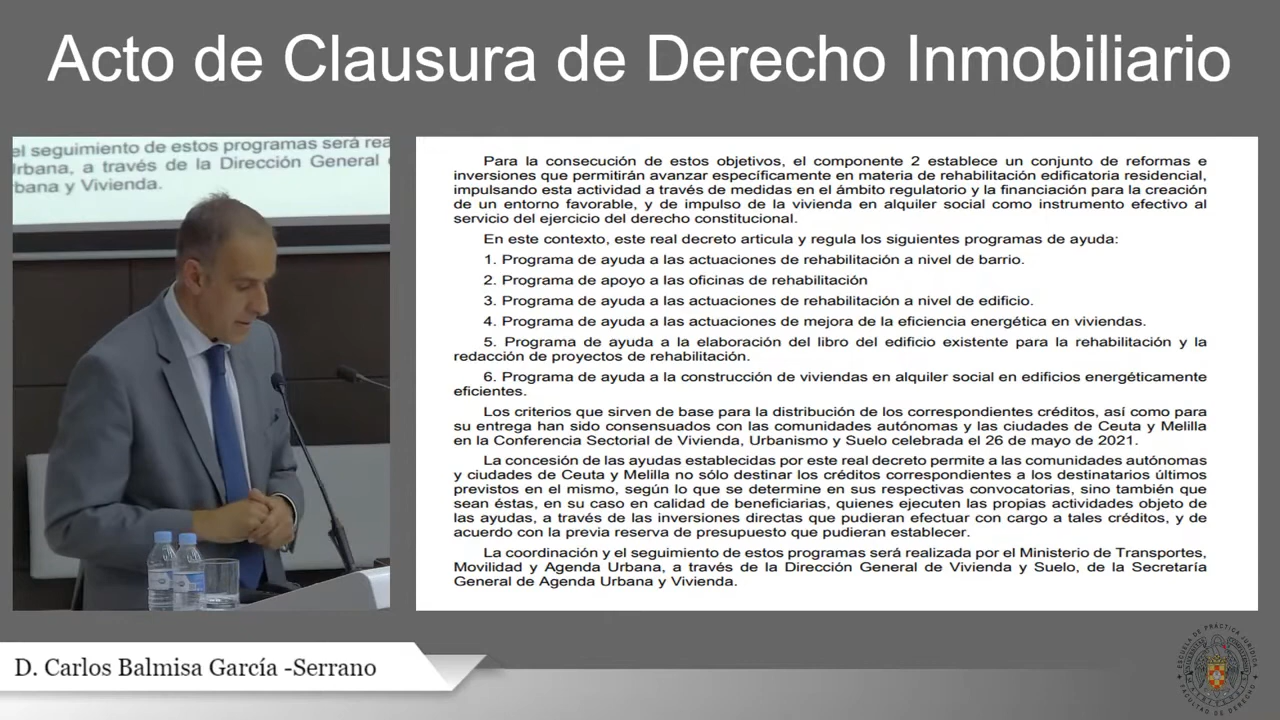 Acto de Clausura de Derecho Inmobiliario
el seguimiento de estos programas será rea
Urbana, a través de la Dirección General
bana y Vivienda.
Para la consecución de estos objetivos, el componente 2 establece un conjunto de reformas e
inversiones que permitirán avanzar específicamente en materia de rehabilitación edificatoria residencial,
impulsando esta actividad a través de medidas en el ámbito regulatorio y la financiación para la creación
de un entorno favorable, y de impulso de la vivienda en alquiler social como instrumento efectivo al
servicio del ejercicio del derecho constitucional.
En este contexto, este real decreto articula y regula los siguientes programas de ayuda:
1. Programa de ayuda a las actuaciones de rehabilitación a nivel de barrio.
2. Programa de apoyo a las oficinas de rehabilitación
3. Programa de ayuda a las actuaciones de rehabilitación a nivel de edificio.
4. Programa de ayuda a las actuaciones de mejora de la eficiencia energética en viviendas.
5. Programa de ayuda a la elaboración del libro del edificio existente para la rehabilitación y la
redacción de proyectos de rehabilitación.
6. Programa de ayuda a la construcción de viviendas en alquiler social en edificios energéticamente
eficientes.
Los criterios que sirven de base para la distribución de los correspondientes créditos, así como para
su entrega han sido consensuados con las comunidades autónomas y las ciudades de Ceuta y Melilla
en la Conferencia Sectorial de Vivienda, Urbanismo y Suelo celebrada el 26 de mayo de 2021.
La concesión de las ayudas establecidas por este real decreto permite a las comunidades autónomas
y ciudades de Ceuta y Melilla no sólo destinar los créditos correspondientes a los destinatarios últimos
previstos en el mismo, según lo que se determine en sus respectivas convocatorias, sino también que
sean éstas, en su caso en calidad de beneficiarias, quienes ejecuten las propias actividades objeto de
las ayudas, a través de las inversiones directas que pudieran efectuar con cargo a tales créditos, y de
acuerdo con la previa reserva de presupuesto que pudieran establecer.
La coordinación y el seguimiento de estos programas será realizada por el Ministerio de Transportes,
Movilidad y Agenda Urbana, a través de la Dirección General de Vivienda y Suelo, de la Secretaría
General de Agenda Urbana y Vivienda.
D. Carlos Balmisa García -Serrano
ESCUELA DE PRÁCTICA JURÍDICA
FACULTAD DE DERECHO